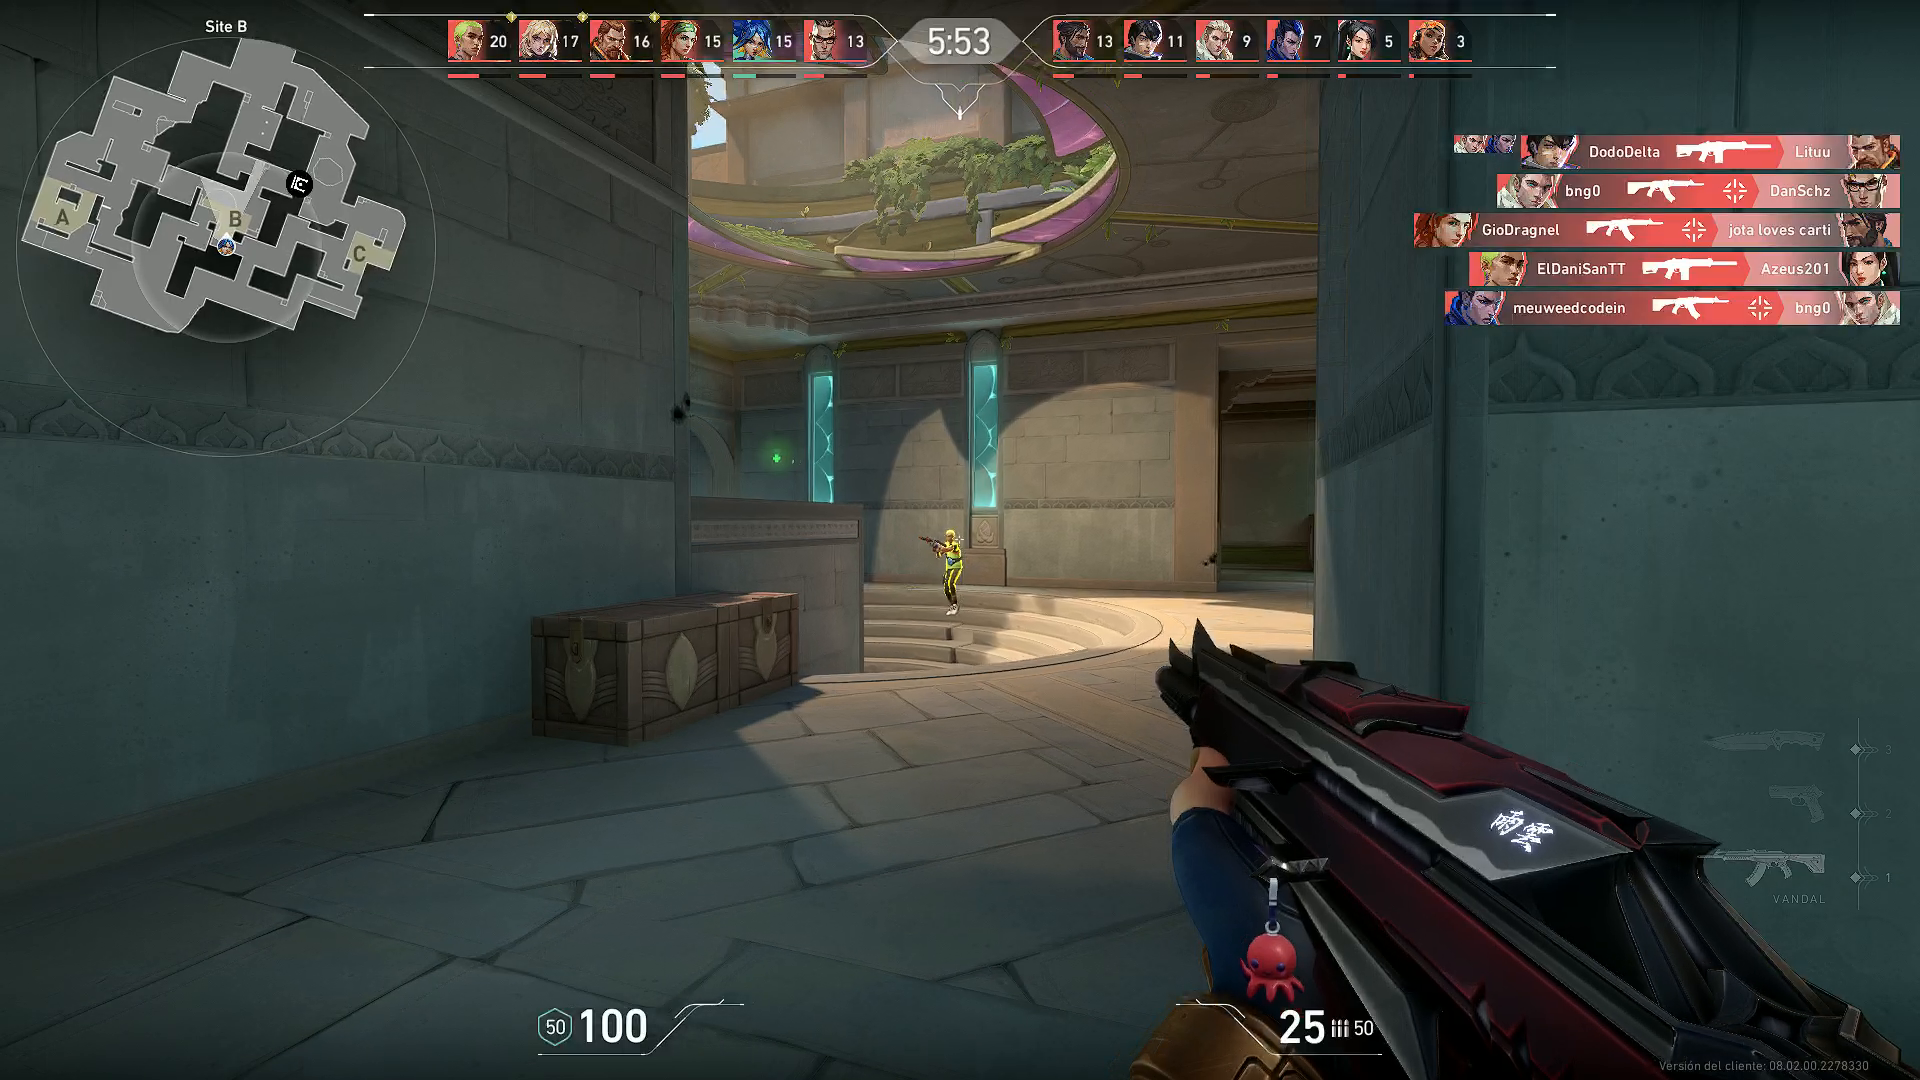 Site B
20
17
16
15
15
13
5:53
13
11
9
7
5
3
A
B
C
DodoDelta Lituu
bng0 DanSchz
GioDragnel jota loves carti
ElDaniSanTT Azeus201
meuweedcodein bng0
3
2
1
VANDAL
雨雲
50 100
25 50
Versión del cliente: 08.02.00.2278330